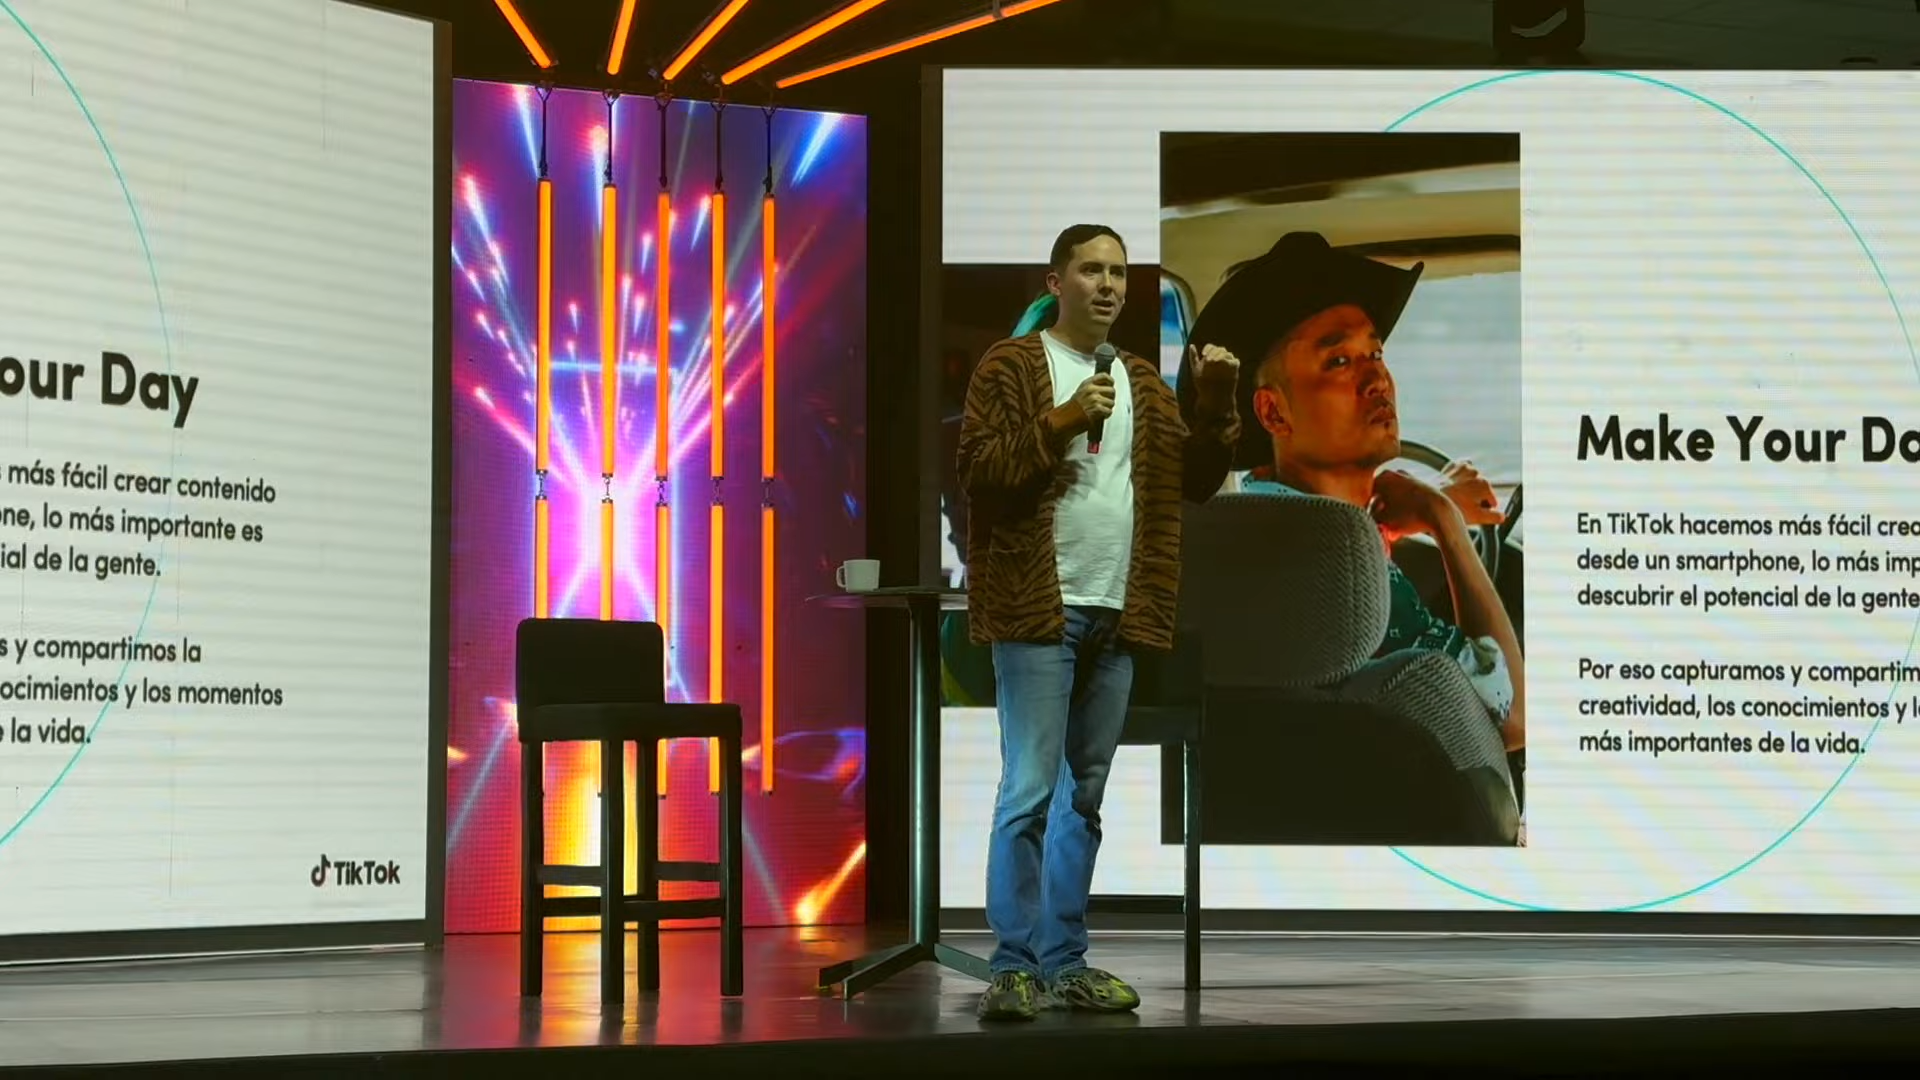 our Day
más fácil crear contenido
ne, lo más importante es
ial de la gente.
s y compartimos la
ocimientos y los momentos
la vida.
TikTok
Make Your Da
En TikTok hacemos más fácil crea
desde un smartphone, lo más imp
descubrir el potencial de la gente
Por eso capturamos y compartim
creatividad, los conocimientos y l
más importantes de la vida.